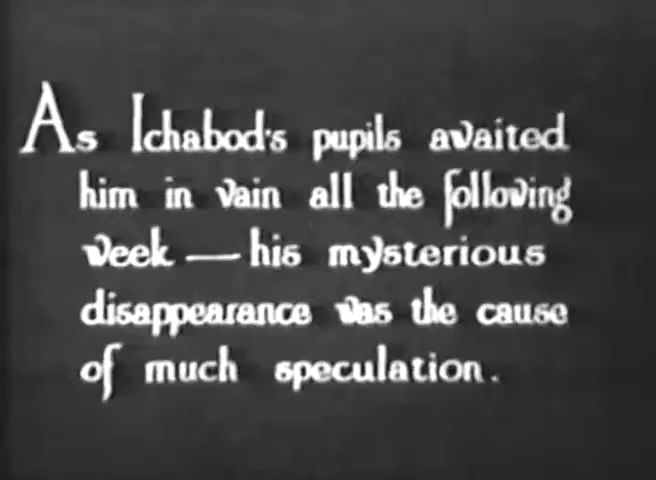 As Ichabod's pupils awaited
him in vain all the following
week — his mysterious
disappearance was the cause
of much speculation.